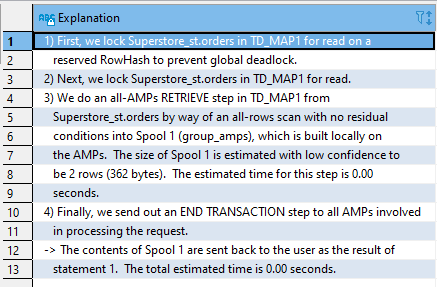 ABC Explanation
1 1) First, we lock Superstore_st.orders in TD_MAP1 for read on a
2 reserved RowHash to prevent global deadlock.
3 2) Next, we lock Superstore_st.orders in TD_MAP1 for read.
4 3) We do an all-AMPs RETRIEVE step in TD_MAP1 from
5 Superstore_st.orders by way of an all-rows scan with no residual
6 conditions into Spool 1 (group_amps), which is built locally on
7 the AMPs.  The size of Spool 1 is estimated with low confidence to
8 be 2 rows (362 bytes).  The estimated time for this step is 0.00
9 seconds.
10 4) Finally, we send out an END TRANSACTION step to all AMPs involved
11 in processing the request.
12 -> The contents of Spool 1 are sent back to the user as the result of
13 statement 1.  The total estimated time is 0.00 seconds.